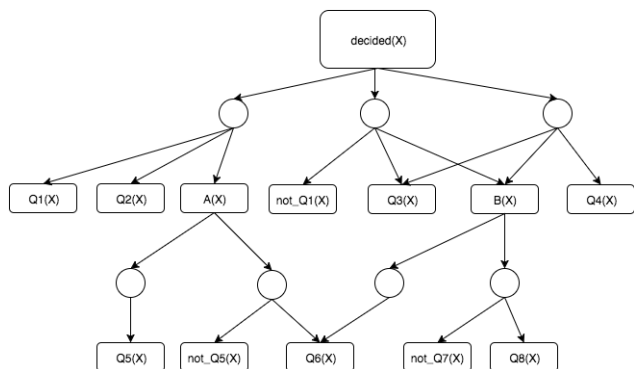 decided(X)
Q1(X)
Q2(X)
A(X)
not_Q1(X)
Q3(X)
B(X)
Q4(X)
Q5(X)
not_Q5(X)
Q6(X)
not_Q7(X)
Q8(X)